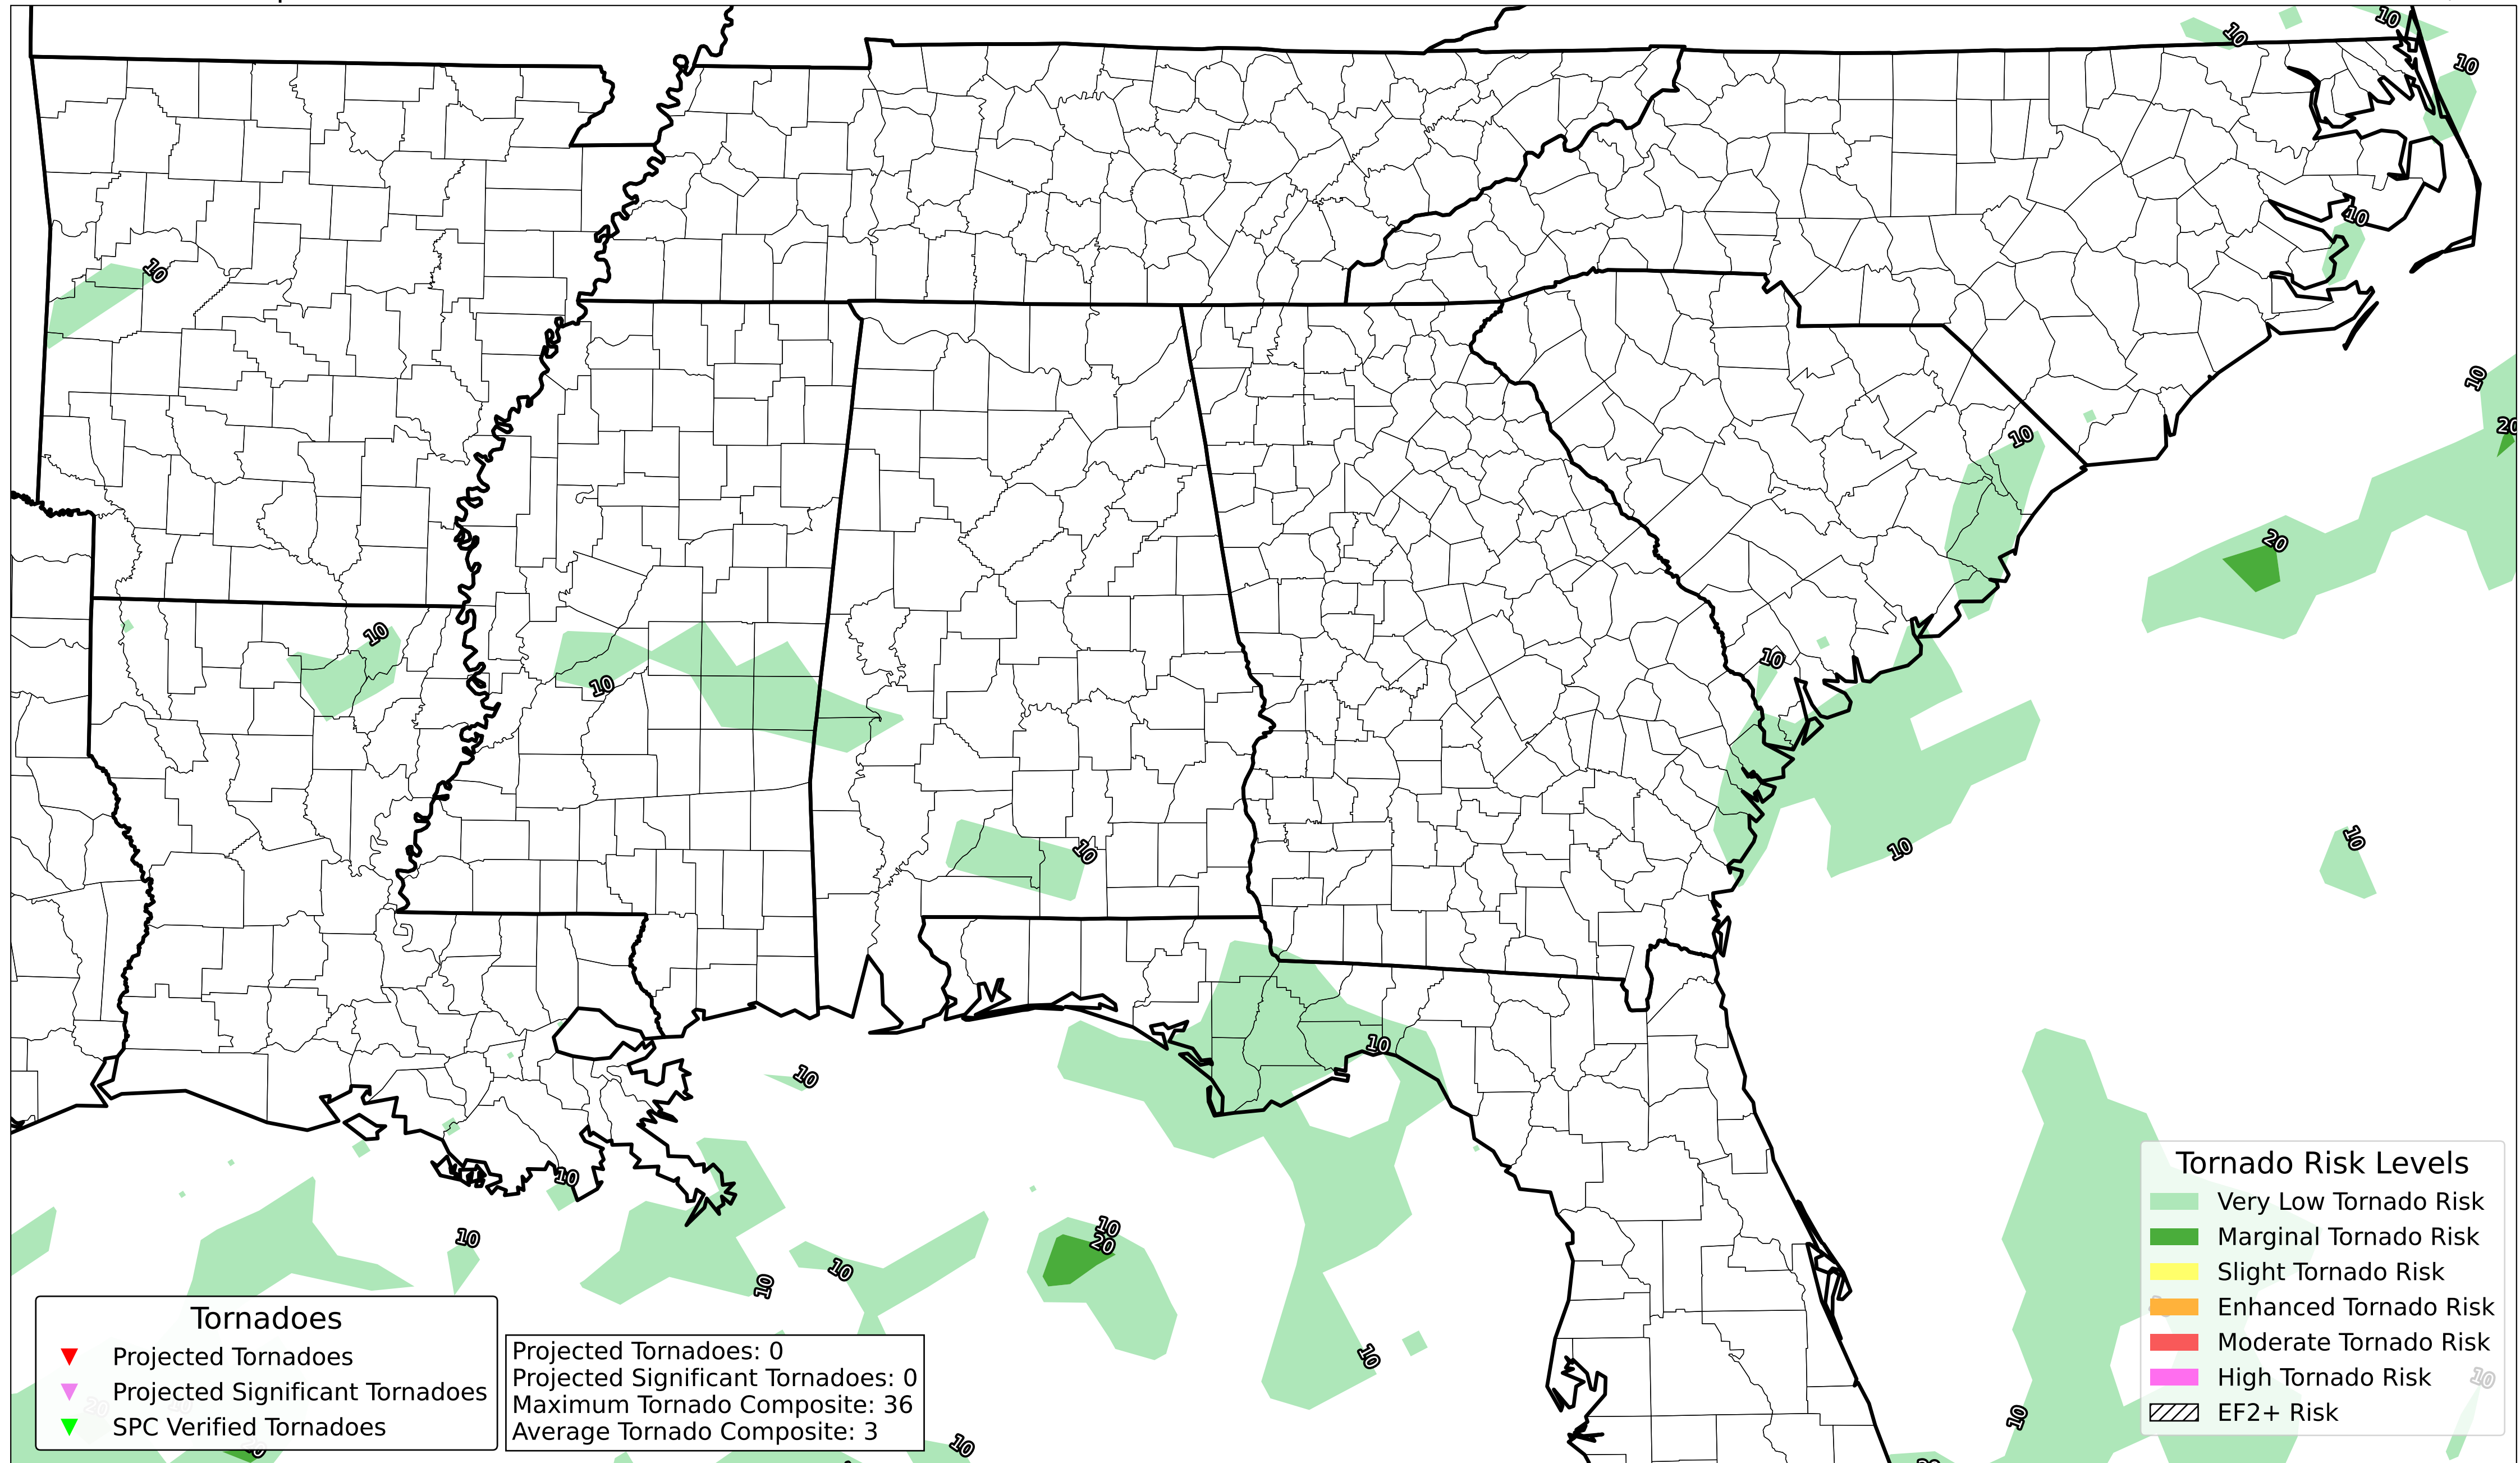 10
10
10
10
10
10
20
10
20
10
10
10
10
10
10
10
10
10
10
10
20
10
10
10
10
10
10
10
Tornadoes
Projected Tornadoes
Projected Significant Tornadoes
SPC Verified Tornadoes
Projected Tornadoes: 0
Projected Significant Tornadoes: 0
Maximum Tornado Composite: 36
Average Tornado Composite: 3
Tornado Risk Levels
Very Low Tornado Risk
Marginal Tornado Risk
Slight Tornado Risk
Enhanced Tornado Risk
Moderate Tornado Risk
High Tornado Risk
EF2+ Risk